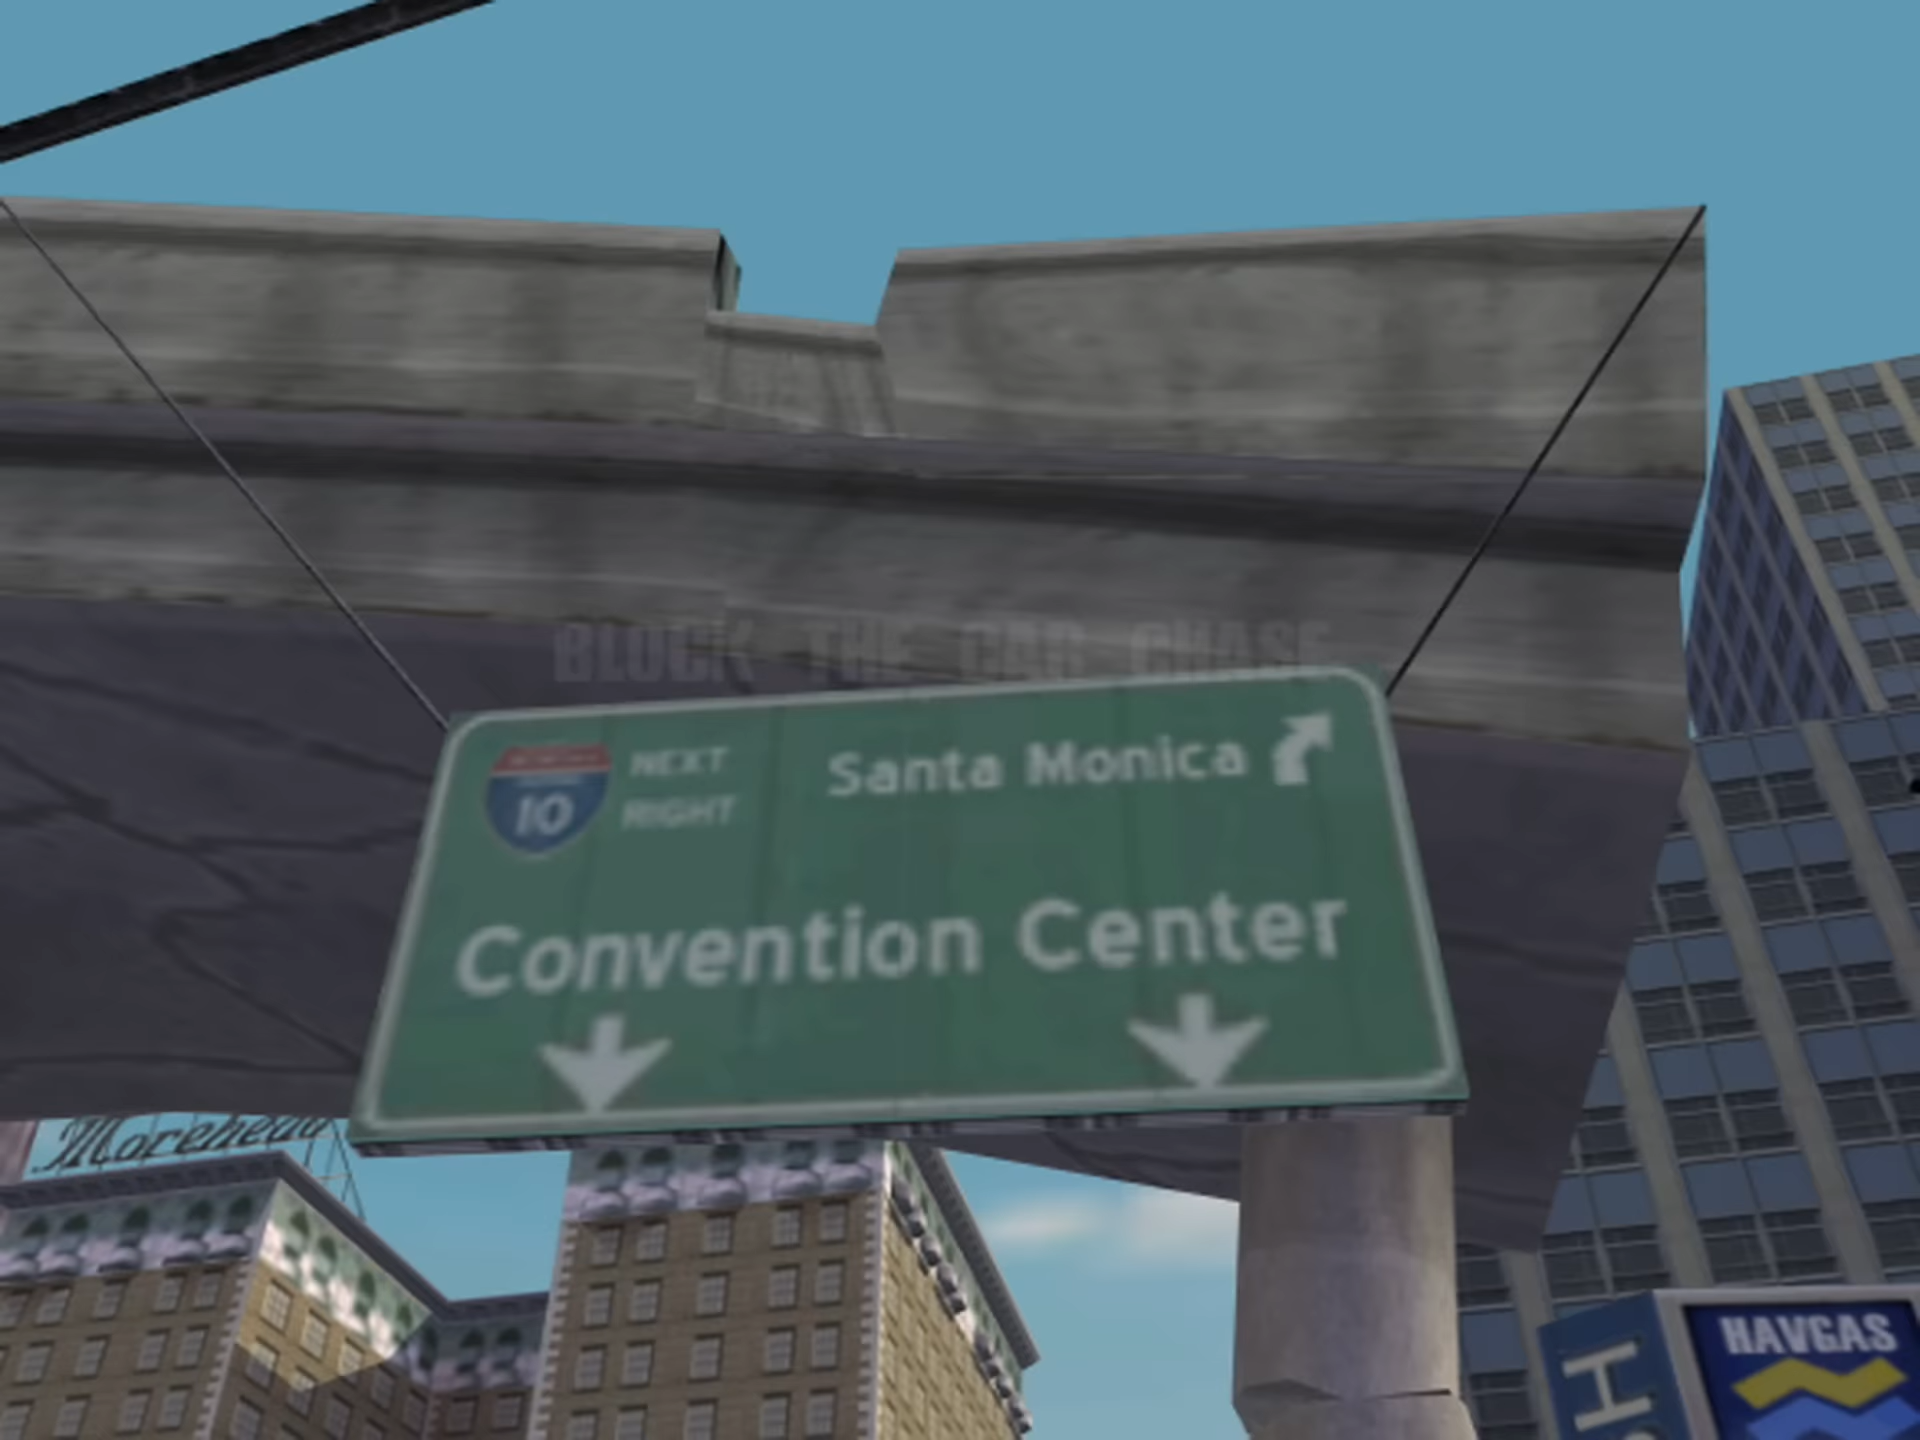 BLOCK THE CAR CHASE
10
NEXT
RIGHT
Santa Monica
Convention Center
Morehead
HAVGAS
H